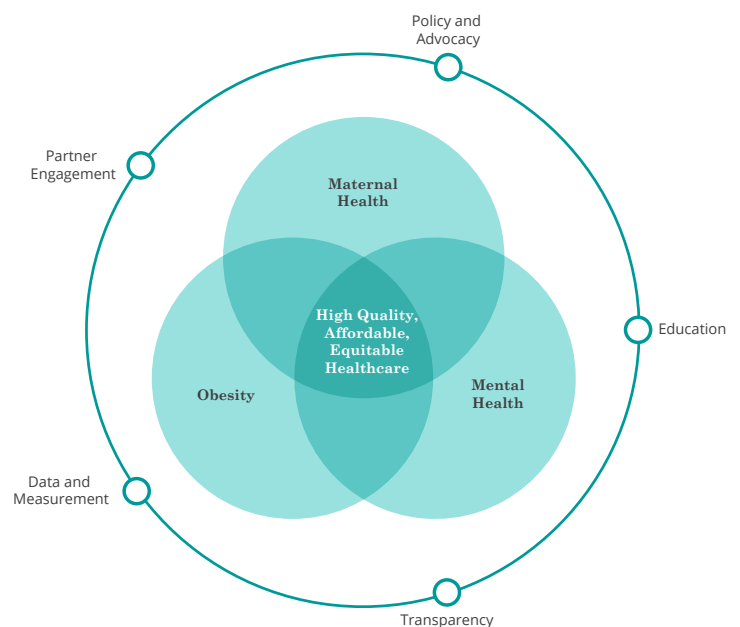 Policy and
Advocacy
Partner
Engagement
Maternal
Health
High Quality,
Affordable,
Equitable
Healthcare
Education
Obesity
Mental
Health
Data and
Measurement
Transparency